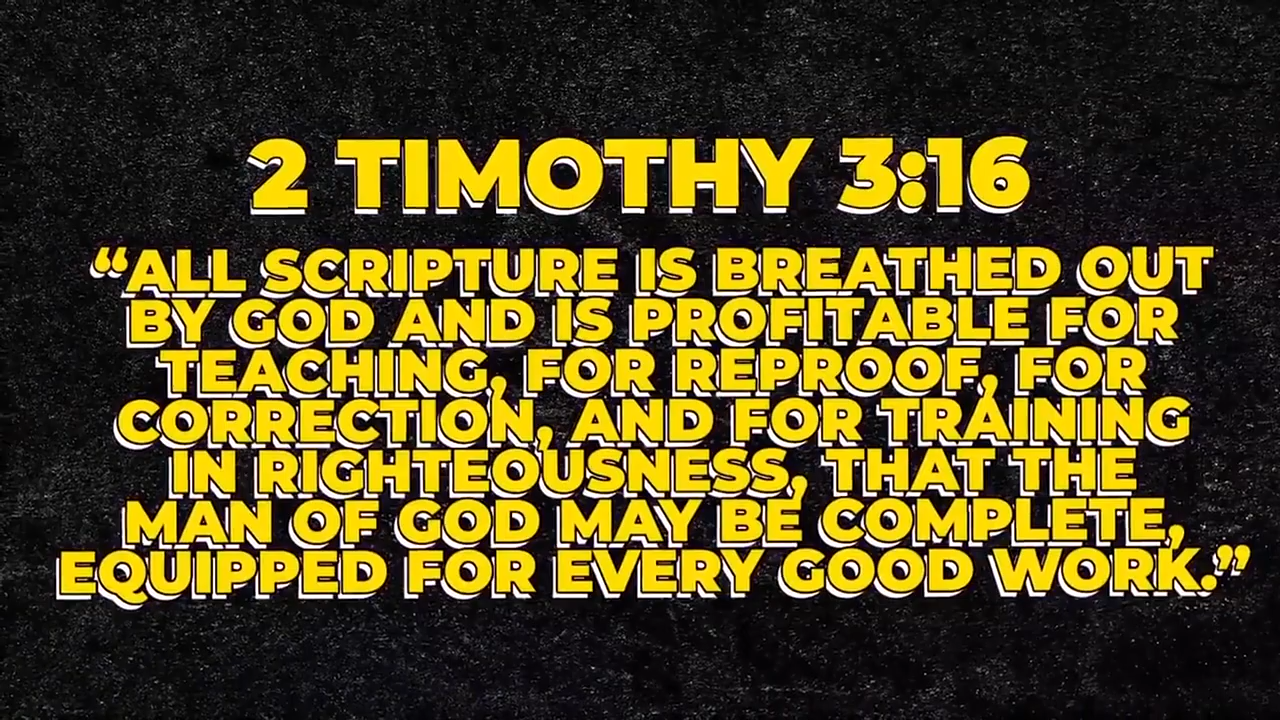 2 TIMOTHY 3:16
“ALL SCRIPTURE IS BREATHED OUT
BY GOD AND IS PROFITABLE FOR
TEACHING, FOR REPROOF, FOR
CORRECTION, AND FOR TRAINING
IN RIGHTEOUSNESS, THAT THE
MAN OF GOD MAY BE COMPLETE,
EQUIPPED FOR EVERY GOOD WORK.”